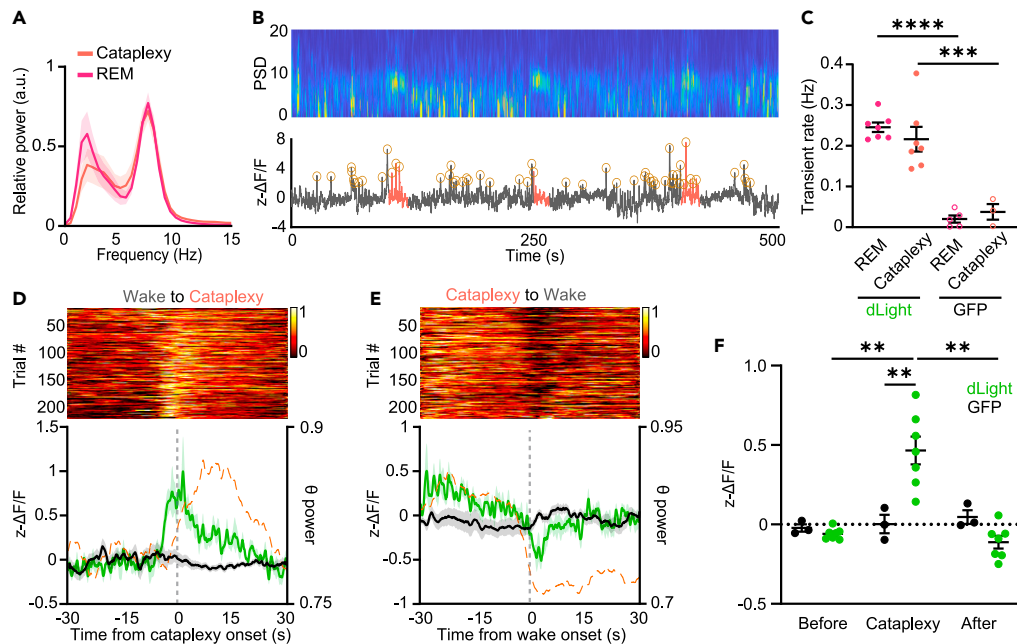 A
Cataplexy
REM
Relative power (a.u.)
1
0.5
0
0 5 10 15
Frequency (Hz)
B
PSD
20
10
0
z-ΔF/F
8
4
0
-4
0 250 500
Time (s)
C
**** 
***
Transient rate (Hz)
0.4
0.3
0.2
0.1
0
REM
Cataplexy
REM
Cataplexy
dLight GFP
D
Wake to Cataplexy
Trial #
50
100
150
200
1
0
z-ΔF/F
1.5
1
0.5
0
-0.5
0.9
θ power
0.75
-30 -15 0 15 30
Time from cataplexy onset (s)
E
Cataplexy to Wake
Trial #
50
100
150
200
1
0
z-ΔF/F
1
0.5
0
-0.5
-1
0.95
θ power
0.7
-30 -15 0 15 30
Time from wake onset (s)
F
** **
**
dLight
GFP
z-ΔF/F
1.0
0.5
0
-0.5
Before Cataplexy After